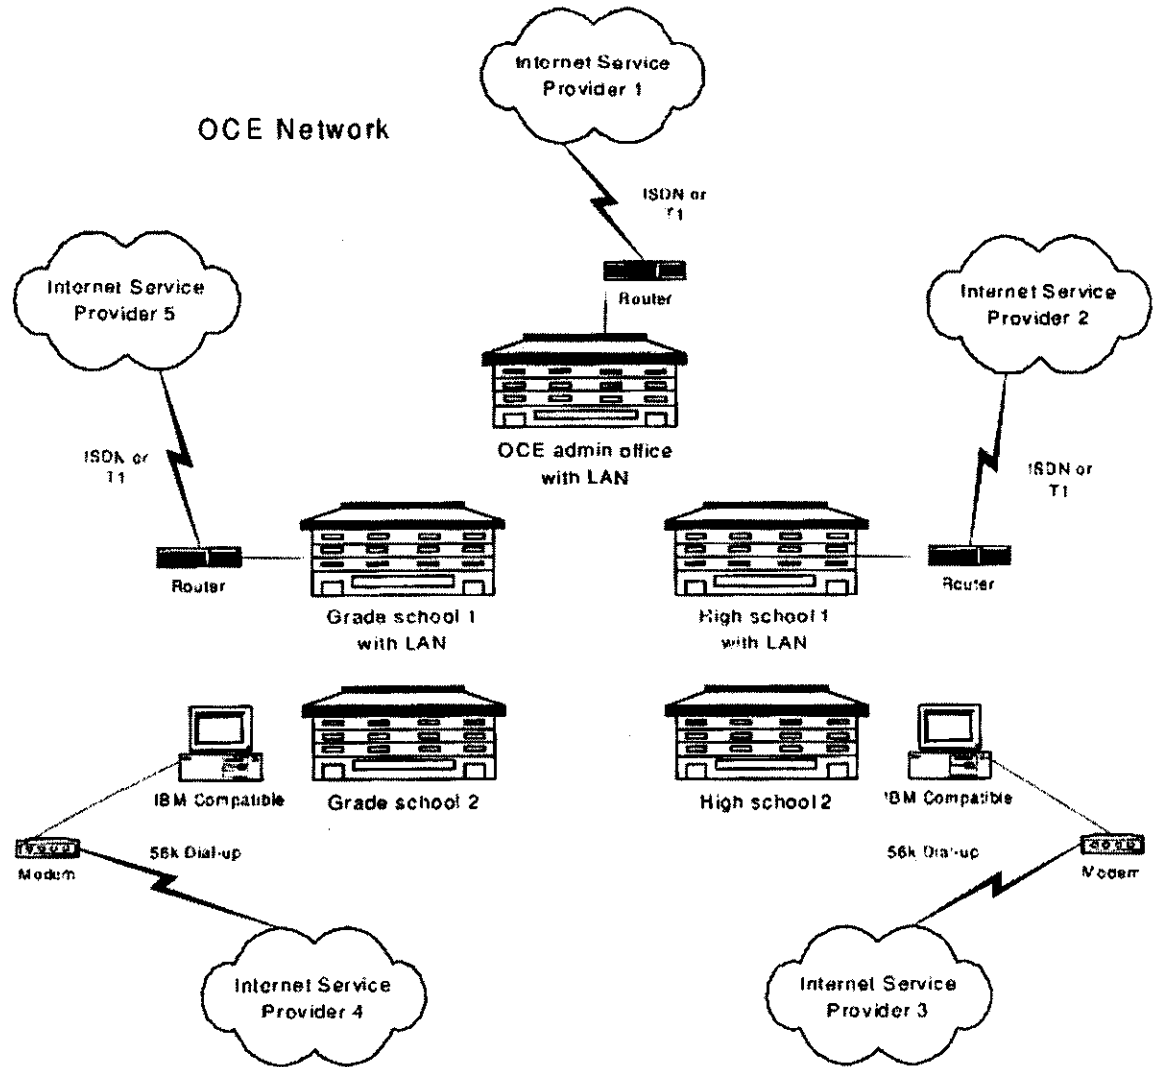 Internet Service
Provider 1
OCE Network
ISDN or
T1
Router
Internet Service
Provider 5
Internet Service
Provider 2
OCE admin office
with LAN
ISDN or
T1
ISDN or
T1
Router
Grade school 1
with LAN
High school 1
with LAN
Router
IBM Compatible
Grade school 2
High school 2
IBM Compatible
Modem
56k Dial-up
56k Dial-up
Modem
Internet Service
Provider 4
Internet Service
Provider 3